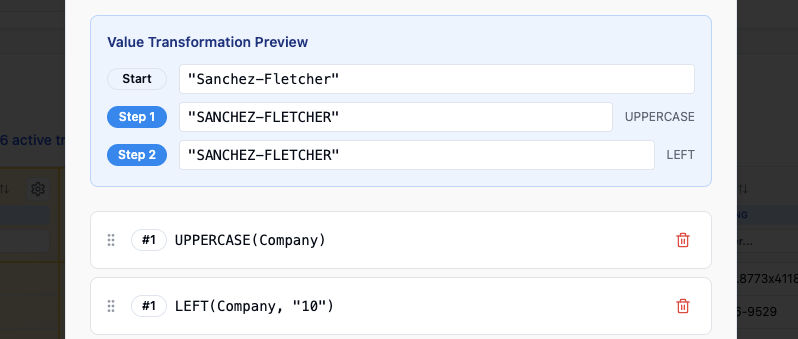 Value Transformation Preview
Start "Sanchez-Fletcher"
Step 1 "SANCHEZ-FLETCHER" UPPERCASE
6 active tr
Step 2 "SANCHEZ-FLETCHER" LEFT
#1 UPPERCASE(Company)
.8773x4118
#1 LEFT(Company, "10")
6-9529